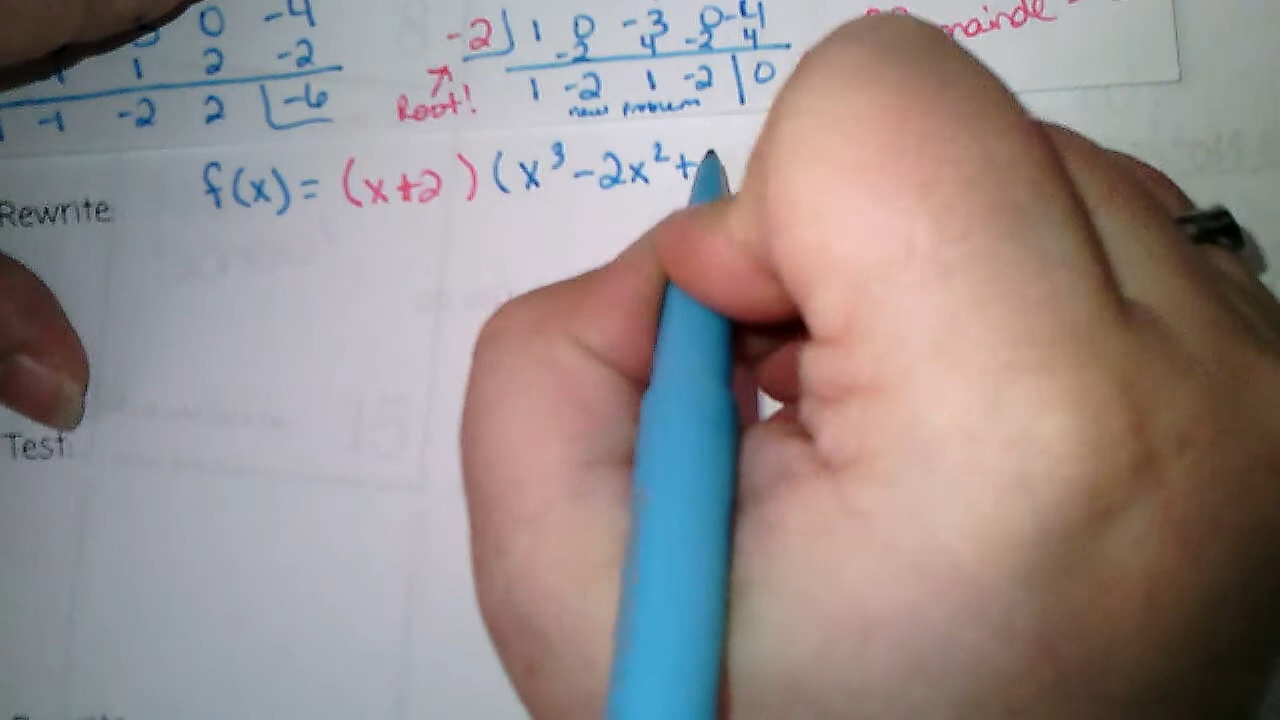 0 -4
-2 1 0 -3 0 -4
1 2 -2
-2 4 -2 4
-1 -2 2 -6
1 -2 1 -2 0
Root!
new problem
f(x) = (x+2)(x³-2x²+
Rewrite
Test